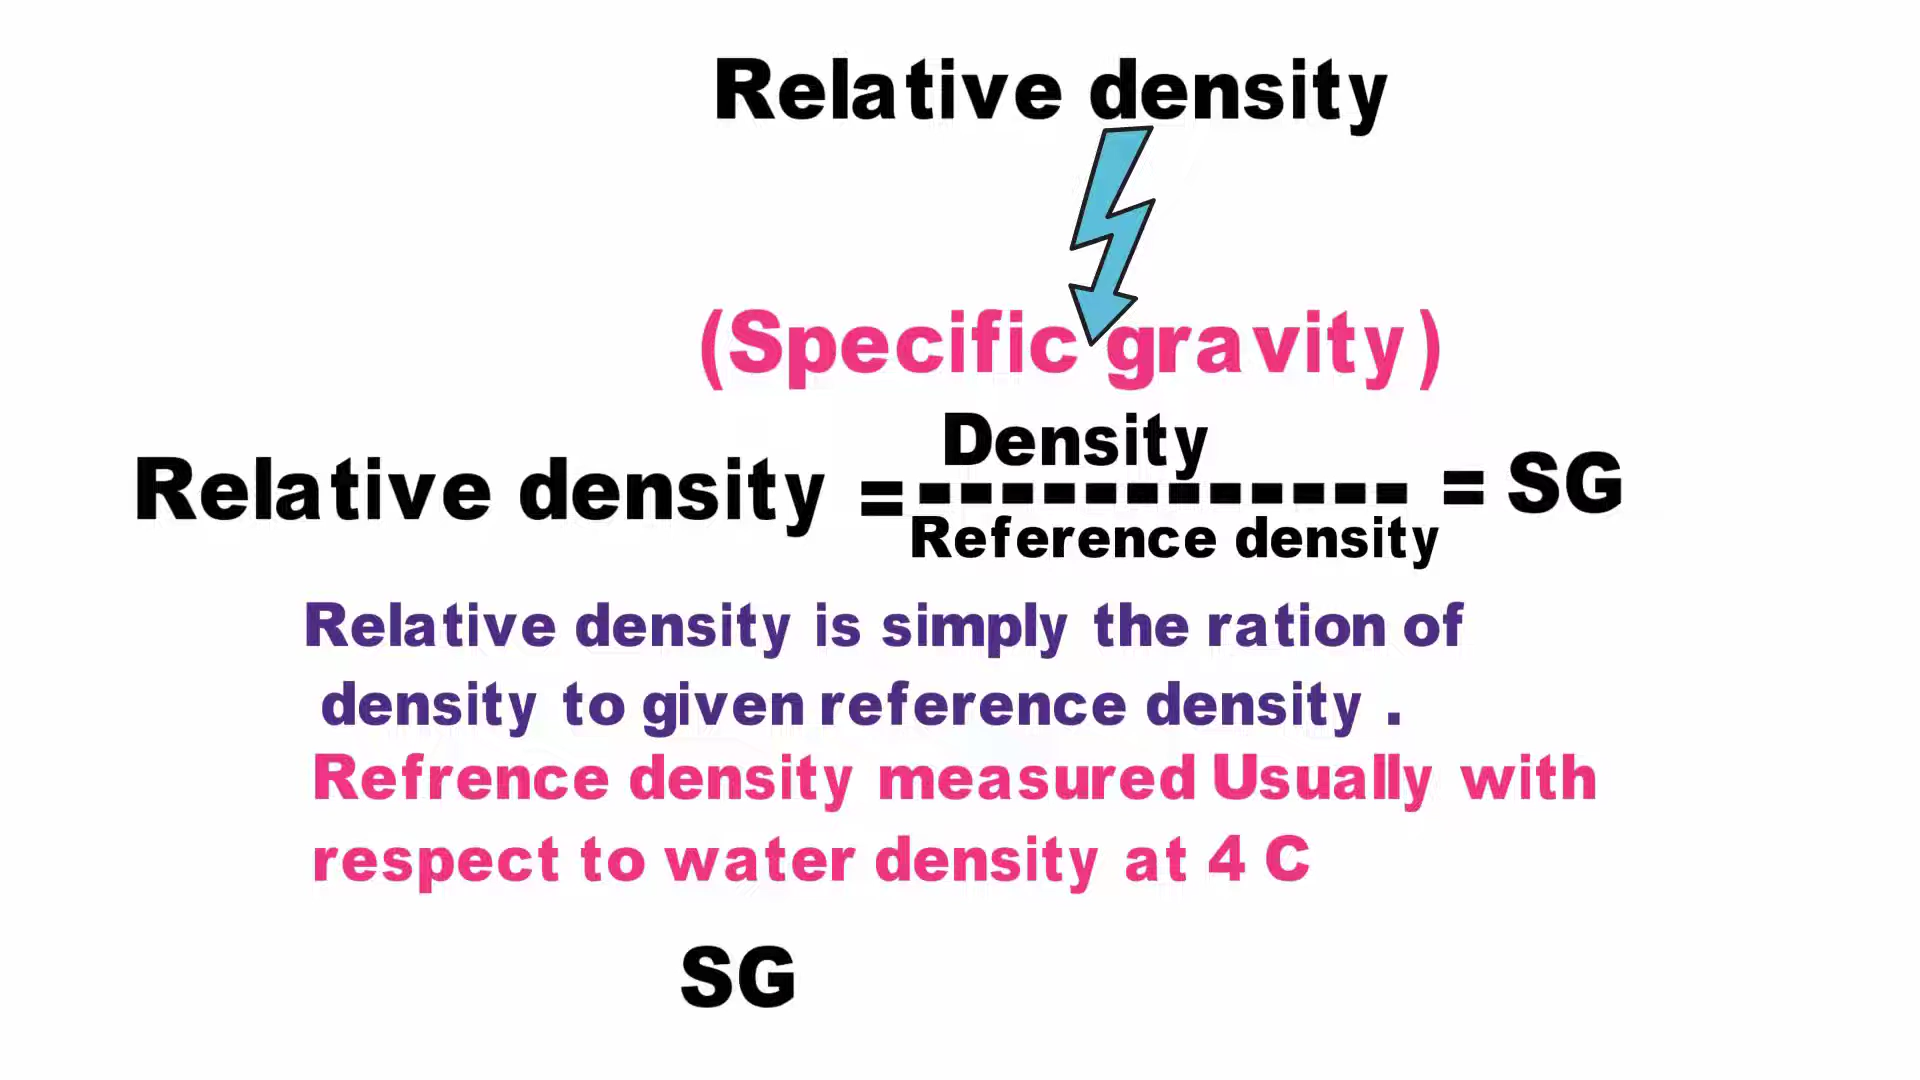 Relative density
(Specific gravity)
Density
Relative density =------------ = SG
Reference density
Relative density is simply the ration of
density to given reference density .
Refrence density measured Usually with
respect to water density at 4 C
SG